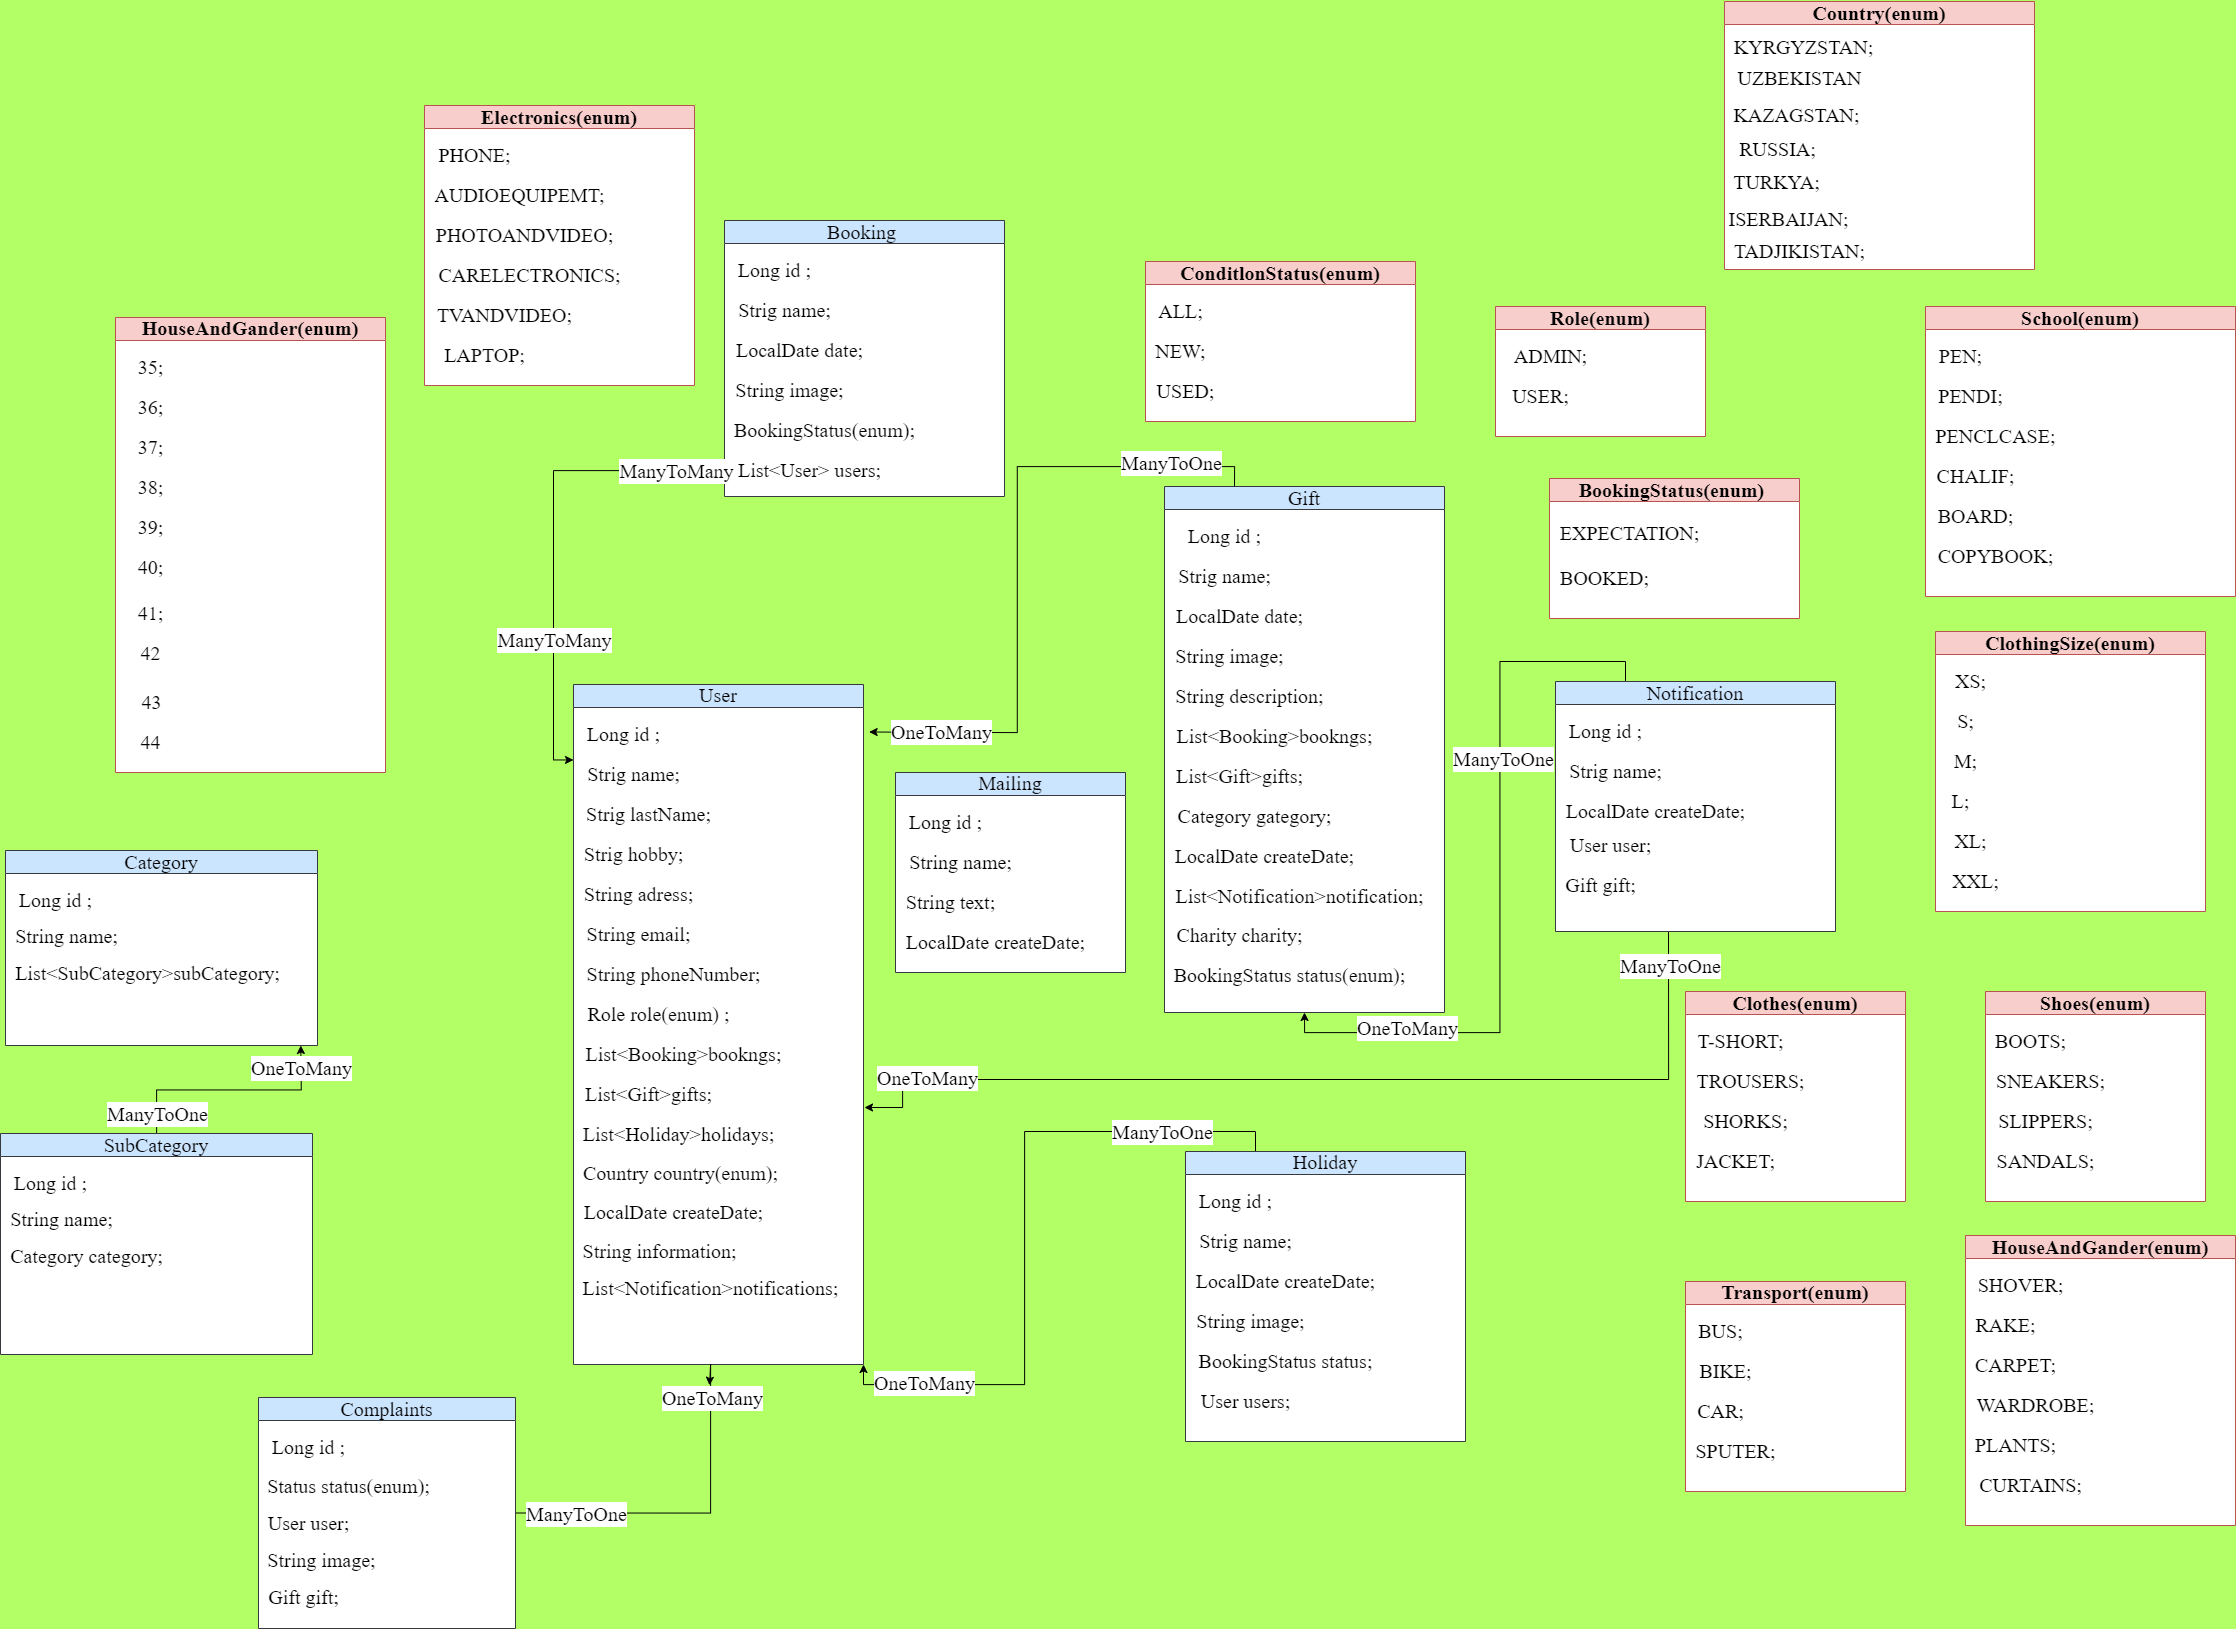 Country(enum)
KYRGYZSTAN;
UZBEKISTAN
KAZAGSTAN;
RUSSIA;
TURKYA;
ISERBAIJAN;
TADJIKISTAN;
Electronics(enum)
PHONE;
AUDIOEQUIPEMT;
PHOTOANDVIDEO;
CARELECTRONICS;
TVANDVIDEO;
LAPTOP;
Booking
Long id ;
Strig name;
LocalDate date;
String image;
BookingStatus(enum);
List<User> users;
ManyToMany
ManyToMany
ConditlonStatus(enum)
ALL;
NEW;
USED;
Role(enum)
ADMIN;
USER;
School(enum)
PEN;
PENDI;
PENCLCASE;
CHALIF;
BOARD;
COPYBOOK;
HouseAndGander(enum)
35;
36;
37;
38;
39;
40;
41;
42
43
44
ManyToOne
OneToMany
Gift
Long id ;
Strig name;
LocalDate date;
String image;
String description;
List<Booking>bookngs;
List<Gift>gifts;
Category gategory;
LocalDate createDate;
List<Notification>notification;
Charity charity;
BookingStatus status(enum);
BookingStatus(enum)
EXPECTATION;
BOOKED;
ClothingSize(enum)
XS;
S;
M;
L;
XL;
XXL;
User
Long id ;
Strig name;
Strig lastName;
Strig hobby;
String adress;
String email;
String phoneNumber;
Role role(enum) ;
List<Booking>bookngs;
List<Gift>gifts;
List<Holiday>holidays;
Country country(enum);
LocalDate createDate;
String information;
List<Notification>notifications;
Notification
Long id ;
Strig name;
LocalDate createDate;
User user;
Gift gift;
ManyToOne
OneToMany
ManyToOne
OneToMany
Mailing
Long id ;
String name;
String text;
LocalDate createDate;
Category
Long id ;
String name;
List<SubCategory>subCategory;
OneToMany
ManyToOne
SubCategory
Long id ;
String name;
Category category;
Clothes(enum)
T-SHORT;
TROUSERS;
SHORKS;
JACKET;
Shoes(enum)
BOOTS;
SNEAKERS;
SLIPPERS;
SANDALS;
ManyToOne
OneToMany
Holiday
Long id ;
Strig name;
LocalDate createDate;
String image;
BookingStatus status;
User users;
HouseAndGander(enum)
SHOVER;
RAKE;
CARPET;
WARDROBE;
PLANTS;
CURTAINS;
Transport(enum)
BUS;
BIKE;
CAR;
SPUTER;
OneToMany
ManyToOne
Complaints
Long id ;
Status status(enum);
User user;
String image;
Gift gift;